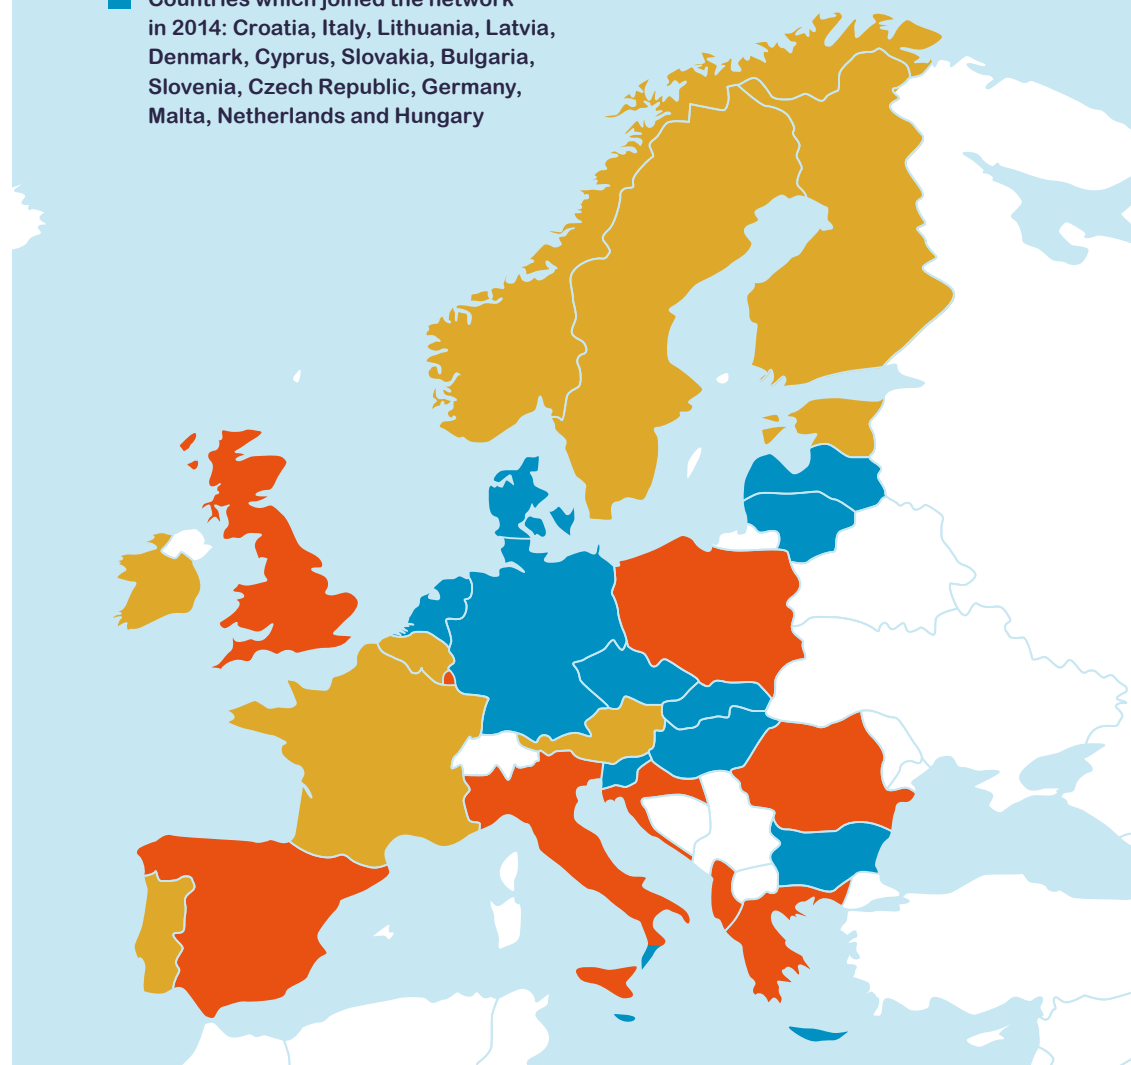 Countries which joined the network
in 2014: Croatia, Italy, Lithuania, Latvia,
Denmark, Cyprus, Slovakia, Bulgaria,
Slovenia, Czech Republic, Germany,
Malta, Netherlands and Hungary